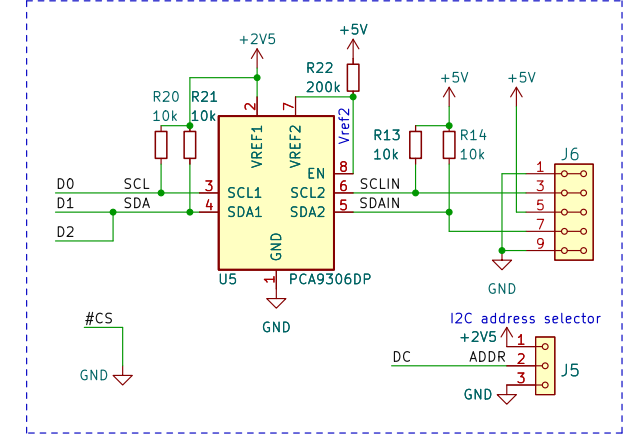 +5V
+2V5
R22
200k
+5V
+5V
R20
R21
10k
10k
2
7
Vref2
VREF1
VREF2
R13
10k
R14
10k
J6
EN
8
1
D0
SCL
3
SCL1
SCL2
6
SCLIN
3
D1
SDA
4
SDA1
SDA2
5
SDAIN
5
D2
7
GND
9
U5
1
PCA9306DP
GND
GND
#CS
I2C address selector
+2V5
1
DC
ADDR
2
J5
GND
3
GND